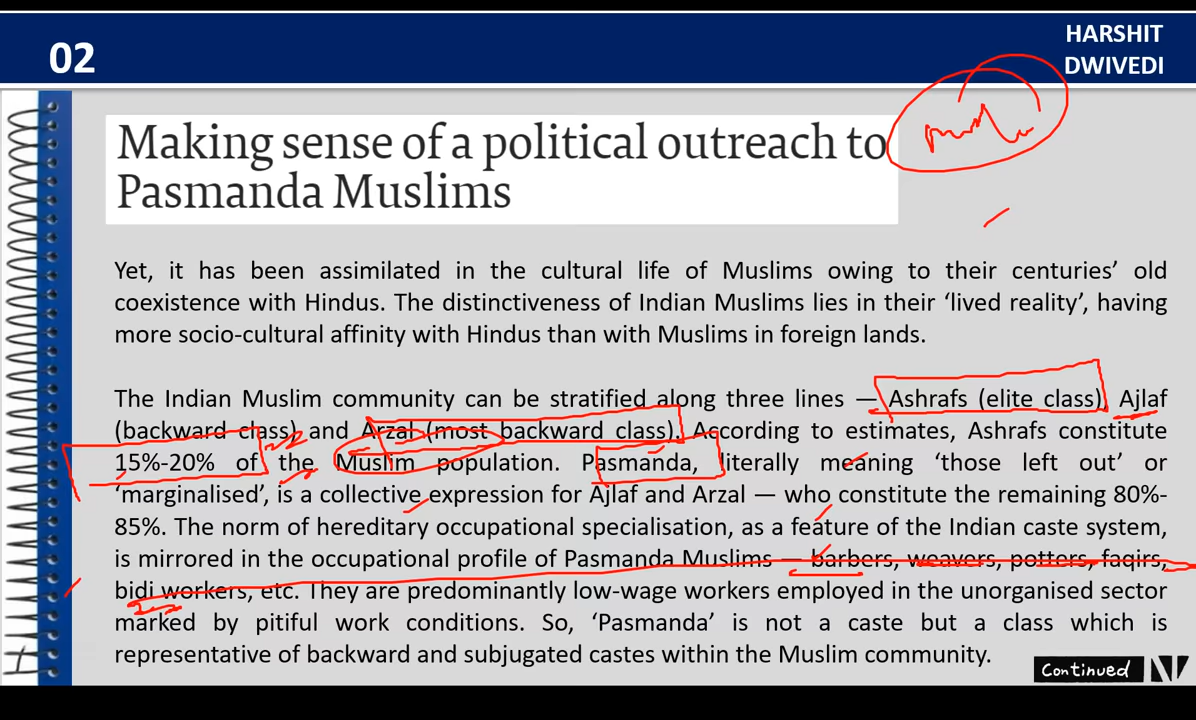 02
HARSHIT
DWIVEDI
Making sense of a political outreach to
Pasmanda Muslims
Yet, it has been assimilated in the cultural life of Muslims owing to their centuries’ old
coexistence with Hindus. The distinctiveness of Indian Muslims lies in their ‘lived reality’, having
more socio-cultural affinity with Hindus than with Muslims in foreign lands.
The Indian Muslim community can be stratified along three lines — Ashrafs (elite class), Ajlaf
(backward class) and Arzal (most backward class). According to estimates, Ashrafs constitute
15%-20% of the Muslim population. Pasmanda, literally meaning ‘those left out’ or
‘marginalised’, is a collective expression for Ajlaf and Arzal — who constitute the remaining 80%-
85%. The norm of hereditary occupational specialisation, as a feature of the Indian caste system,
is mirrored in the occupational profile of Pasmanda Muslims — barbers, weavers, potters, faqirs,
bidi workers, etc. They are predominantly low-wage workers employed in the unorganised sector
marked by pitiful work conditions. So, ‘Pasmanda’ is not a caste but a class which is
representative of backward and subjugated castes within the Muslim community.
Continued